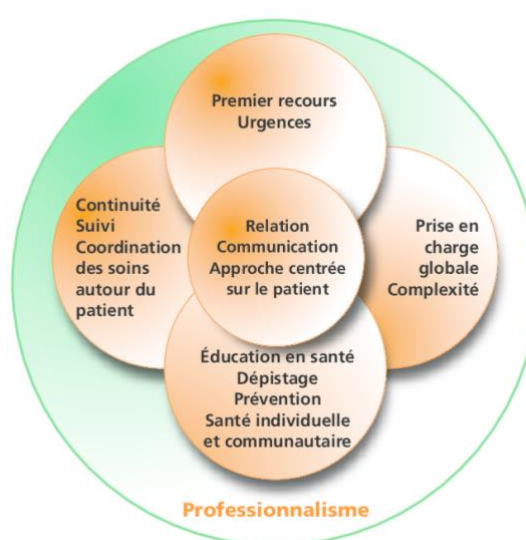 Premier recours
Urgences
Continuité
Suivi
Coordination
des soins
autour du
patient
Relation
Communication
Approche centrée
sur le patient
Prise en
charge
globale
Complexité
Éducation en santé
Dépistage
Prévention
Santé individuelle
et communautaire
Professionnalisme